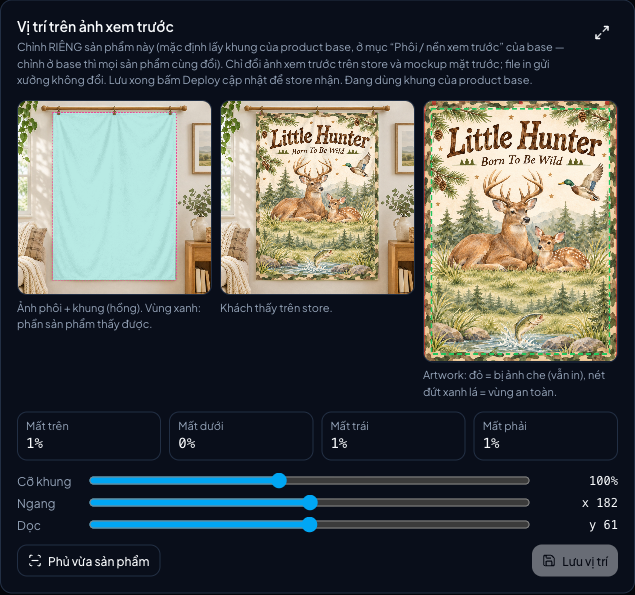 Vị trí trên ảnh xem trước
Chỉnh RIÊNG sản phẩm này (mặc định lấy khung của product base, ở mục "Phôi / nền xem trước" của base —
chỉnh ở base thì mọi sản phẩm cùng đổi). Chỉ đổi ảnh xem trước trên store và mockup mặt trước; file in gửi
xưởng không đổi. Lưu xong bấm Deploy cập nhật để store nhận. Đang dùng khung của product base.
Little Hunter
Born To Be Wild
Little Hunter
Born To Be Wild
Ảnh phôi + khung (hồng). Vùng xanh:
phần sản phẩm thấy được.
Khách thấy trên store.
Artwork: đỏ = bị ảnh che (vẫn in), nét
đứt xanh lá = vùng an toàn.
Mất trên
1%
Mất dưới
0%
Mất trái
1%
Mất phải
1%
Cỡ khung
100%
Ngang
x 182
Dọc
y 61
Phủ vừa sản phẩm
Lưu vị trí